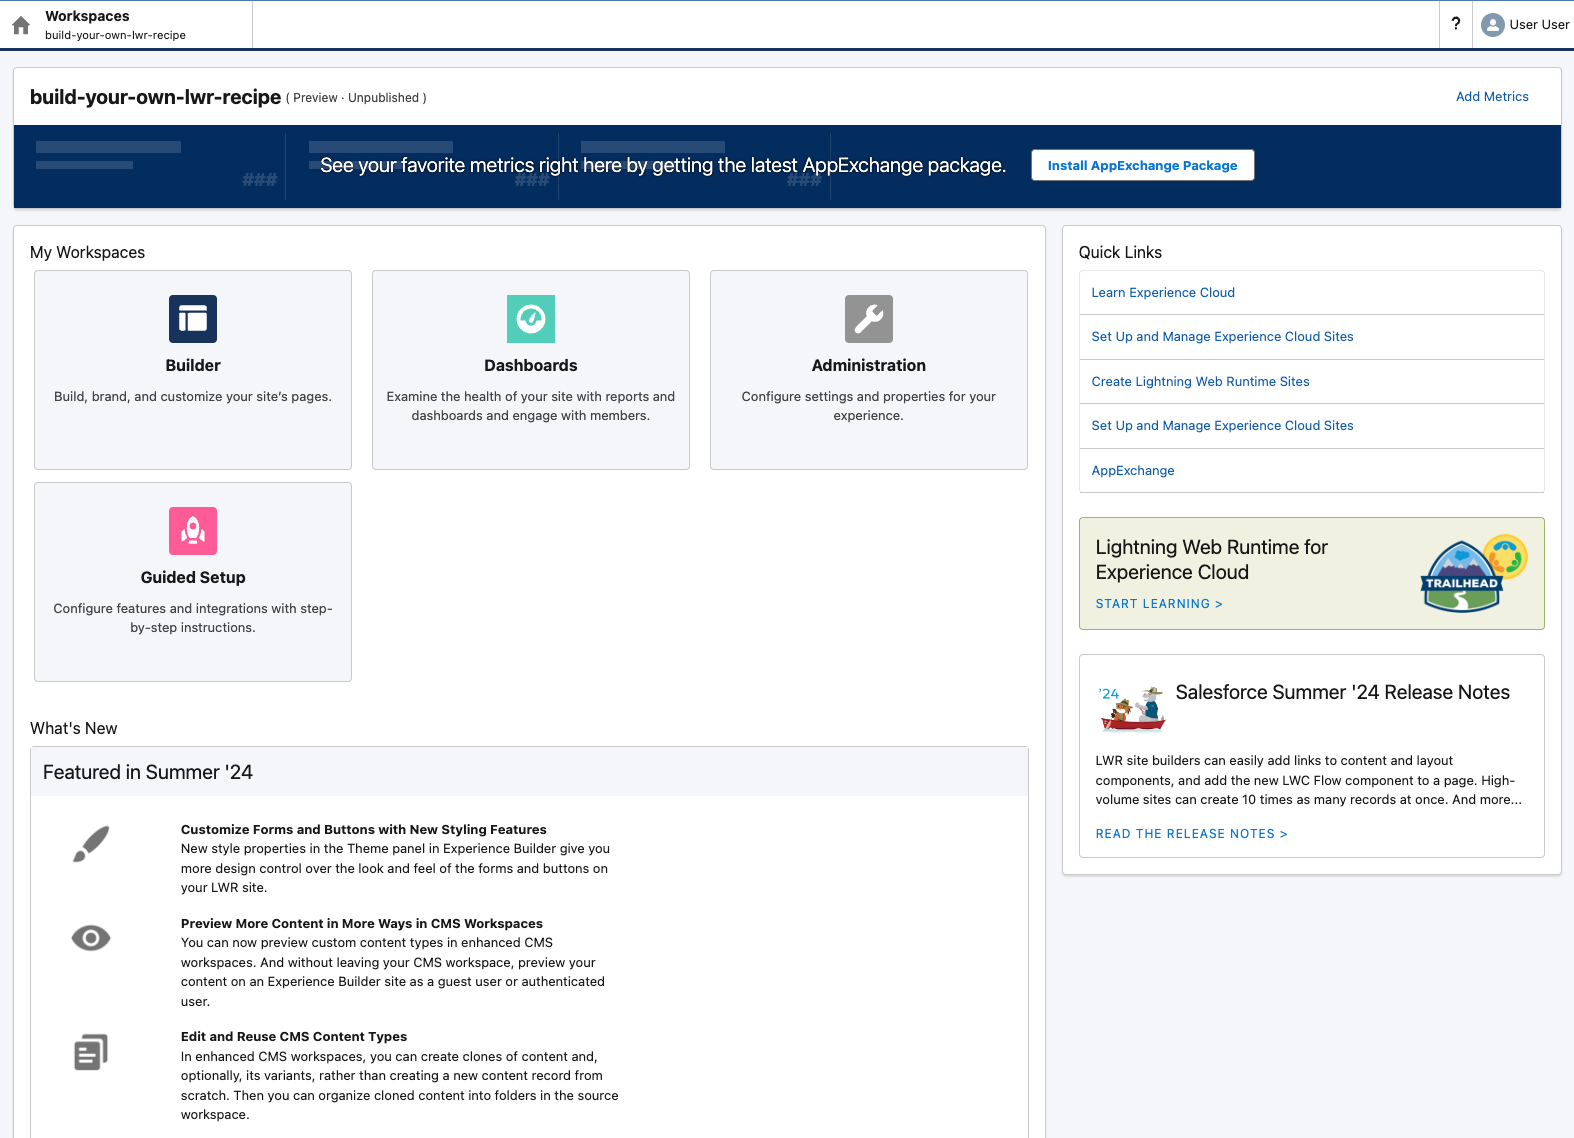 Workspaces
build-your-own-lwr-recipe
?
User User
build-your-own-lwr-recipe ( Preview · Unpublished )
Add Metrics
###
###
###
See your favorite metrics right here by getting the latest AppExchange package.
Install AppExchange Package
My Workspaces
Builder
Build, brand, and customize your site's pages.
Dashboards
Examine the health of your site with reports and
dashboards and engage with members.
Administration
Configure settings and properties for your
experience.
Guided Setup
Configure features and integrations with step-
by-step instructions.
What's New
Featured in Summer '24
Customize Forms and Buttons with New Styling Features
New style properties in the Theme panel in Experience Builder give you
more design control over the look and feel of the forms and buttons on
your LWR site.
Preview More Content in More Ways in CMS Workspaces
You can now preview custom content types in enhanced CMS
workspaces. And without leaving your CMS workspace, preview your
content on an Experience Builder site as a guest user or authenticated
user.
Edit and Reuse CMS Content Types
In enhanced CMS workspaces, you can create clones of content and,
optionally, its variants, rather than creating a new content record from
scratch. Then you can organize cloned content into folders in the source
workspace.
Quick Links
Learn Experience Cloud
Set Up and Manage Experience Cloud Sites
Create Lightning Web Runtime Sites
Set Up and Manage Experience Cloud Sites
AppExchange
Lightning Web Runtime for
Experience Cloud
START LEARNING >
TRAILHEAD
'24
Salesforce Summer '24 Release Notes
LWR site builders can easily add links to content and layout
components, and add the new LWC Flow component to a page. High-
volume sites can create 10 times as many records at once. And more...
READ THE RELEASE NOTES >